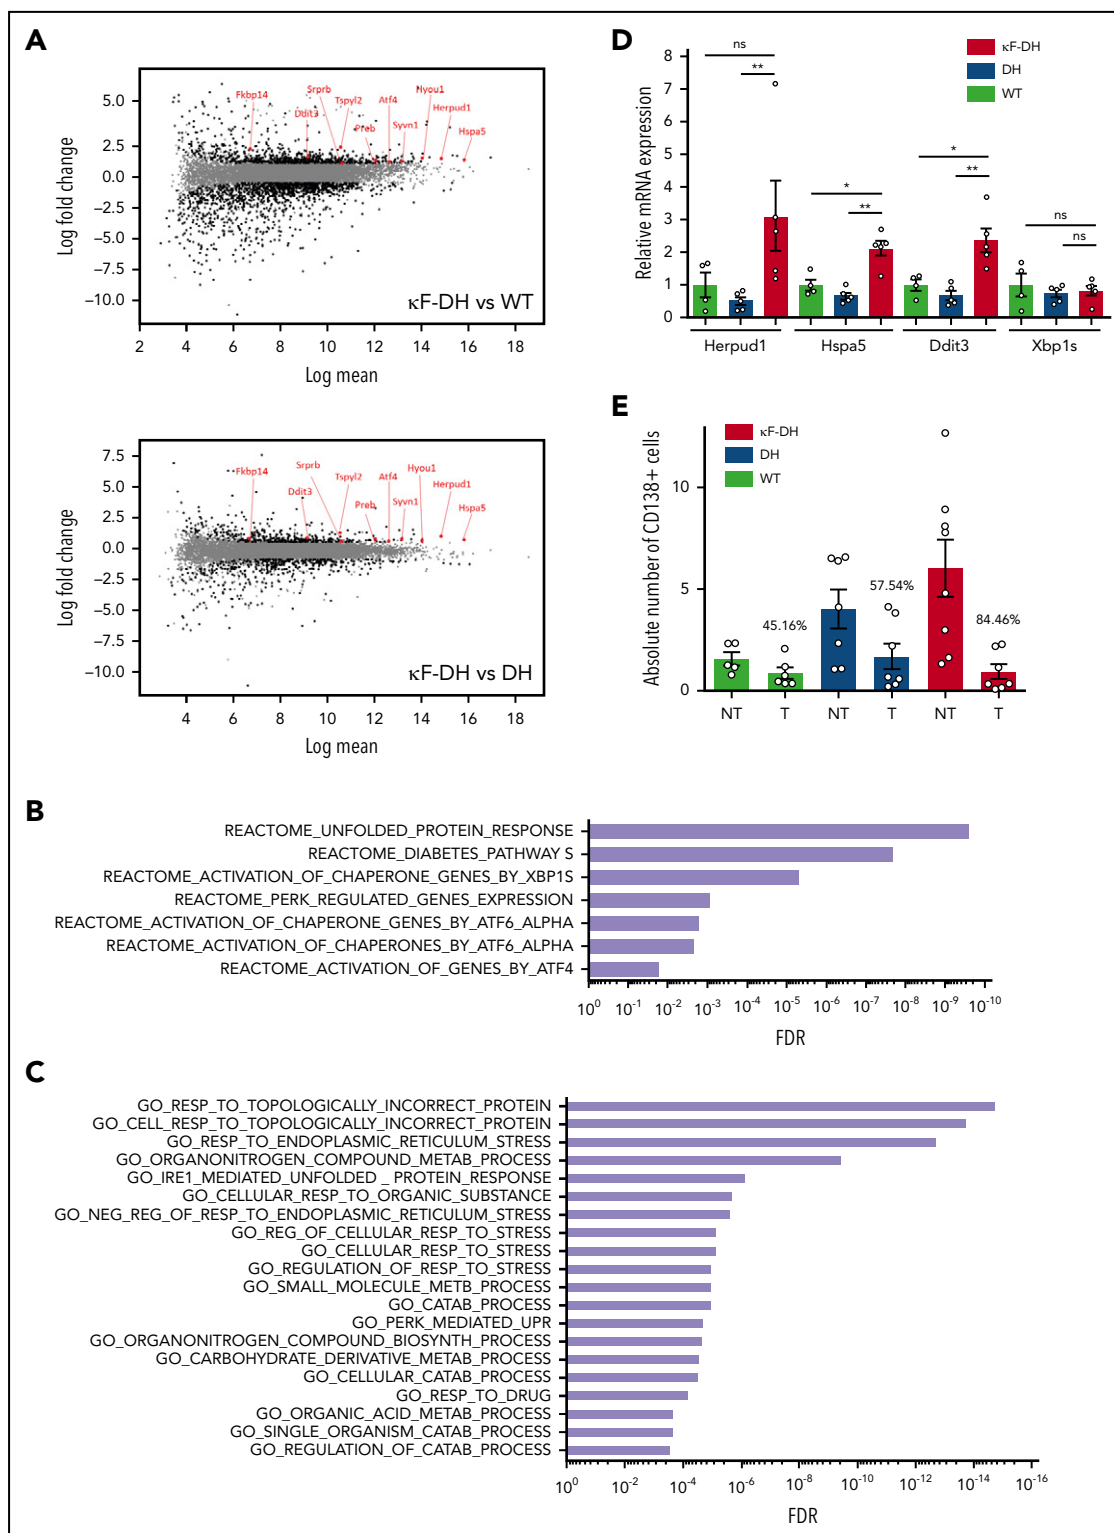 A
Log fold change
5.0
2.5
0.0
−2.5
−5.0
−7.5
−10.0
Fkbp14
Ddit3
Srprb
Tspyl2
Preb
Atf4
Syvn1
Hyou1
Herpud1
Hspa5
κF-DH vs WT
2 4 6 8 10 12 14 16 18
Log mean
Log fold change
7.5
5.0
2.5
0.0
−2.5
−5.0
−7.5
−10.0
Fkbp14
Ddit3
Srprb
Tspyl2
Preb
Atf4
Syvn1
Hyou1
Herpud1
Hspa5
κF-DH vs DH
4 6 8 10 12 14 16 18
Log mean
D
Relative mRNA expression
8
7
6
5
4
3
2
1
0
κF-DH
DH
WT
ns
**
*
**
*
**
ns
ns
Herpud1 Hspa5 Ddit3 Xbp1s
E
Absolute number of CD138+ cells
10
5
0
κF-DH
DH
WT
45.16%
57.54%
84.46%
NT T NT T NT T
B
REACTOME_UNFOLDED_PROTEIN_RESPONSE
REACTOME_DIABETES_PATHWAY S
REACTOME_ACTIVATION_OF_CHAPERONE_GENES_BY_XBP1S
REACTOME_PERK_REGULATED_GENES_EXPRESSION
REACTOME_ACTIVATION_OF_CHAPERONE_GENES_BY_ATF6_ALPHA
REACTOME_ACTIVATION_OF_CHAPERONES_BY_ATF6_ALPHA
REACTOME_ACTIVATION_OF_GENES_BY_ATF4
10⁰ 10⁻¹ 10⁻² 10⁻³ 10⁻⁴ 10⁻⁵ 10⁻⁶ 10⁻⁷ 10⁻⁸ 10⁻⁹ 10⁻¹⁰
FDR
C
GO_RESP_TO_TOPOLOGICALLY_INCORRECT_PROTEIN
GO_CELL_RESP_TO_TOPOLOGICALLY_INCORRECT_PROTEIN
GO_RESP_TO_ENDOPLASMIC_RETICULUM_STRESS
GO_ORGANONITROGEN_COMPOUND_METAB_PROCESS
GO_IRE1_MEDIATED_UNFOLDED _ PROTEIN_RESPONSE
GO_CELLULAR_RESP_TO_ORGANIC_SUBSTANCE
GO_NEG_REG_OF_RESP_TO_ENDOPLASMIC_RETICULUM_STRESS
GO_REG_OF_CELLULAR_RESP_TO_STRESS
GO_CELLULAR_RESP_TO_STRESS
GO_REGULATION_OF_RESP_TO_STRESS
GO_SMALL_MOLECULE_METB_PROCESS
GO_CATAB_PROCESS
GO_PERK_MEDIATED_UPR
GO_ORGANONITROGEN_COMPOUND_BIOSYNTH_PROCESS
GO_CARBOHYDRATE_DERIVATIVE_METAB_PROCESS
GO_CELLULAR_CATAB_PROCESS
GO_RESP_TO_DRUG
GO_ORGANIC_ACID_METAB_PROCESS
GO_SINGLE_ORGANISM_CATAB_PROCESS
GO_REGULATION_OF_CATAB_PROCESS
10⁰ 10⁻² 10⁻⁴ 10⁻⁶ 10⁻⁸ 10⁻¹⁰ 10⁻¹² 10⁻¹⁴ 10⁻¹⁶
FDR